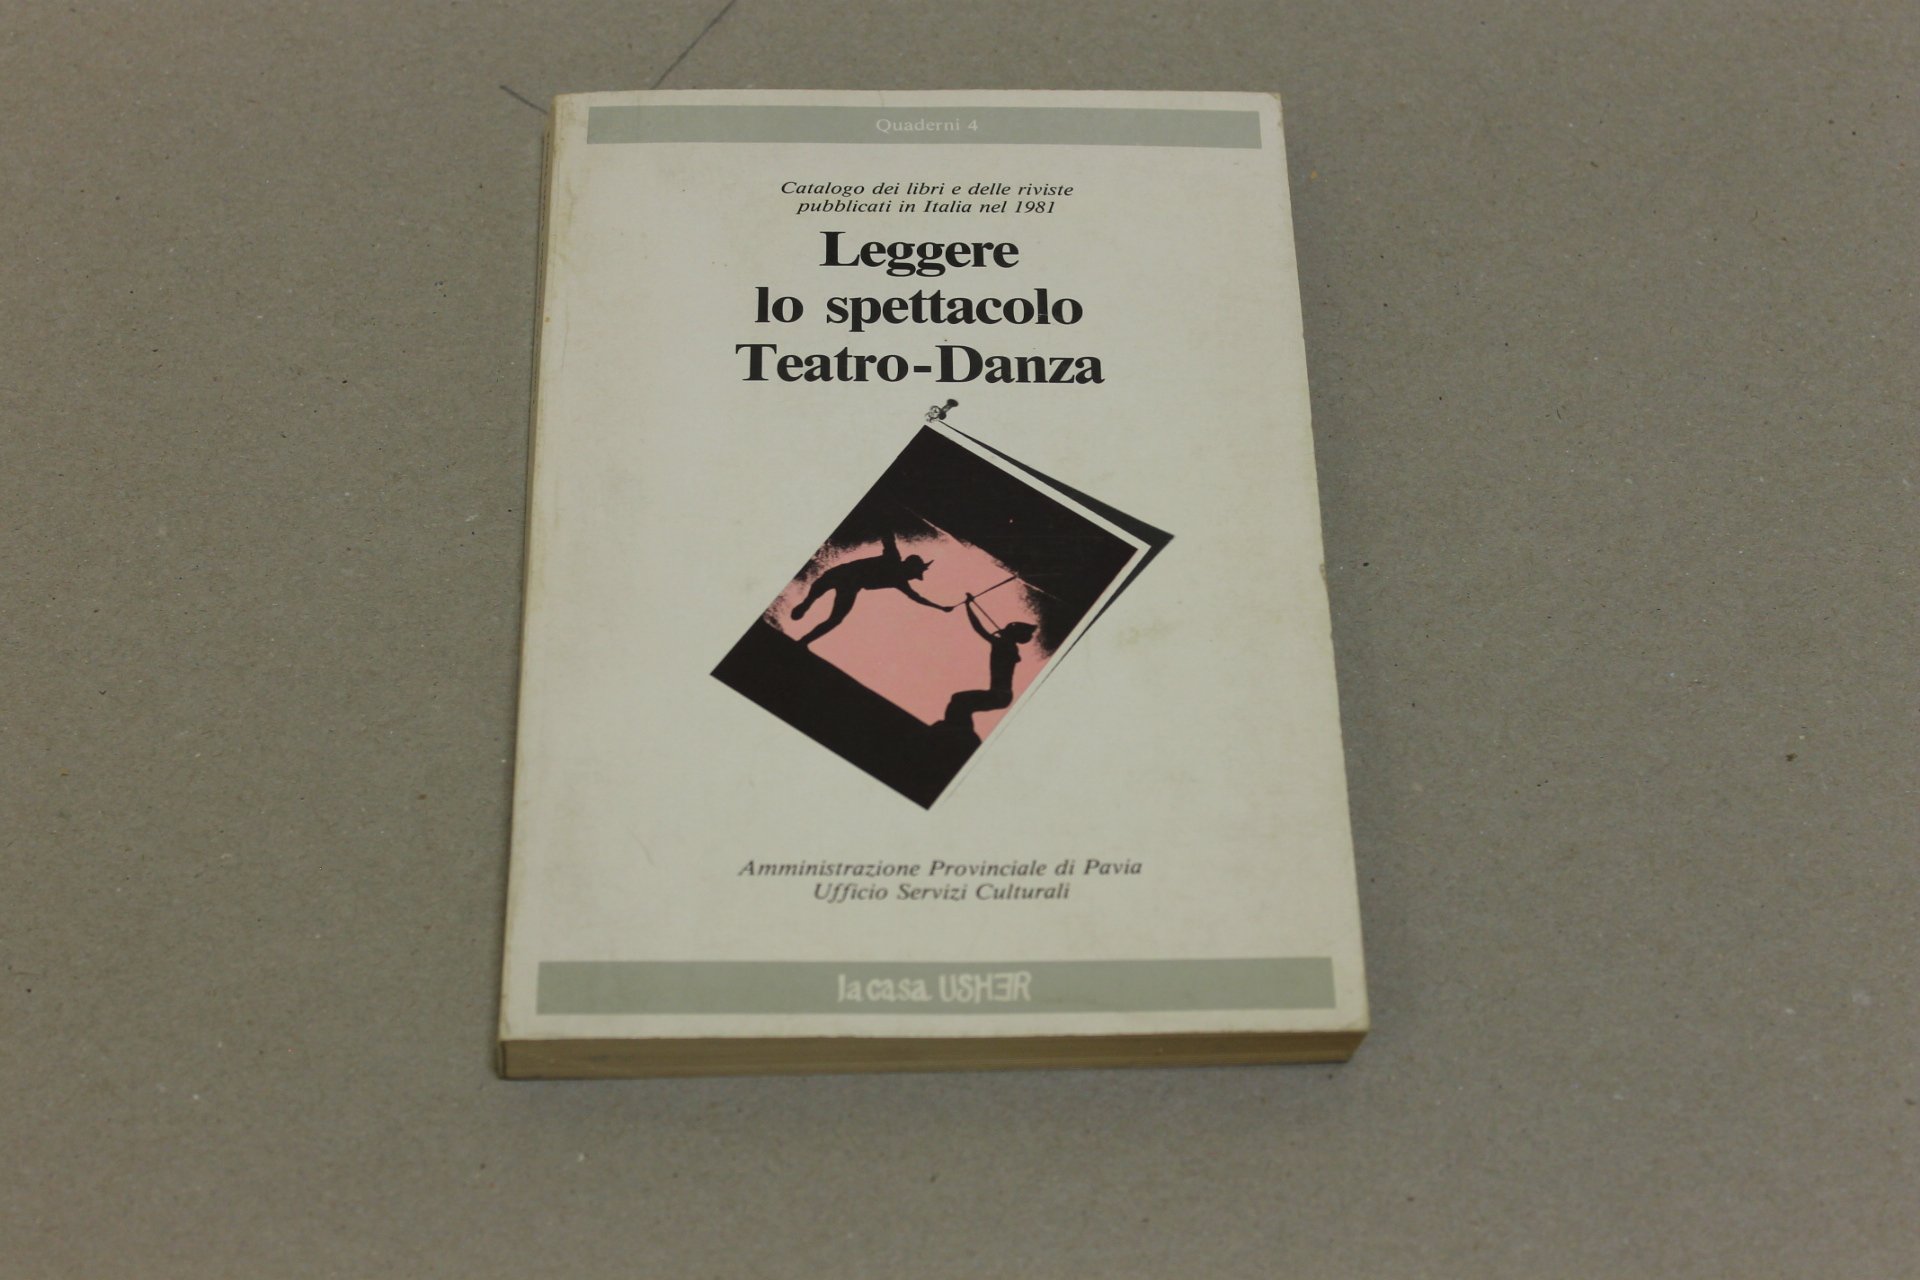 Quaderni 4
Catalogo dei libri e delle riviste
pubblicati in Italia nel 1981
Leggere
lo spettacolo
Teatro-Danza
Amministrazione Provinciale di Pavia
Ufficio Servizi Culturali
la casa USHƎR